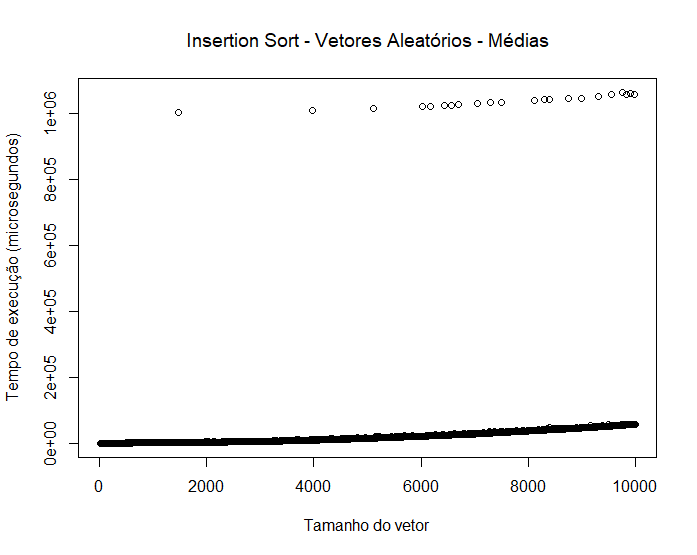 Insertion Sort - Vetores Aleatórios - Médias
Tempo de execução (microsegundos)
1e+06
8e+05
6e+05
4e+05
2e+05
0e+00
0 2000 4000 6000 8000 10000
Tamanho do vetor